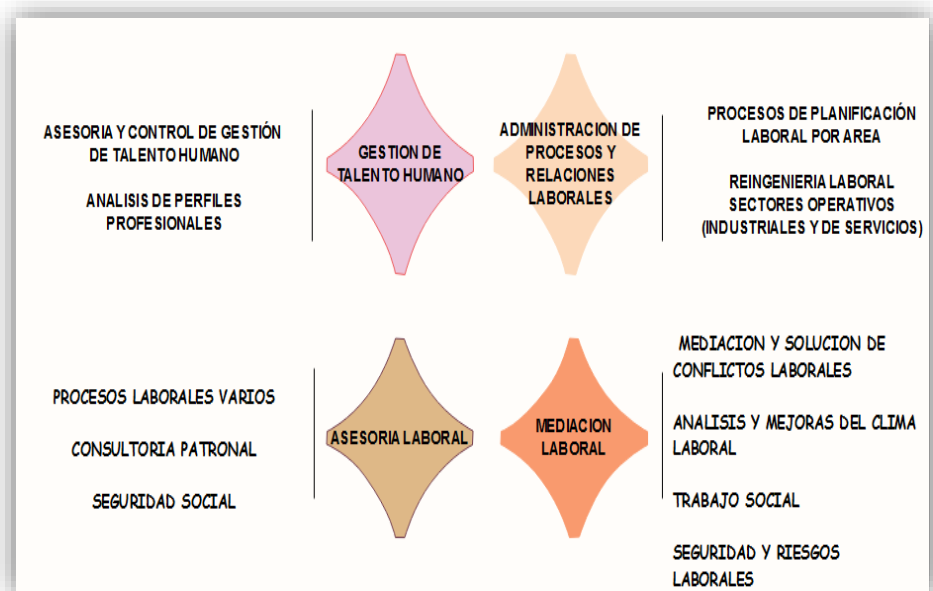 ASESORIA Y CONTROL DE GESTIÓN
DE TALENTO HUMANO
ANALISIS DE PERFILES
PROFESIONALES
GESTION DE
TALENTO HUMANO
ADMINISTRACION DE
PROCESOS Y
RELACIONES
LABORALES
PROCESOS DE PLANIFICACIÓN
LABORAL POR AREA
REINGENIERIA LABORAL
SECTORES OPERATIVOS
(INDUSTRIALES Y DE SERVICIOS)
PROCESOS LABORALES VARIOS
CONSULTORIA PATRONAL
SEGURIDAD SOCIAL
ASESORIA LABORAL
MEDIACION
LABORAL
MEDIACION Y SOLUCION DE
CONFLICTOS LABORALES
ANALISIS Y MEJORAS DEL CLIMA
LABORAL
TRABAJO SOCIAL
SEGURIDAD Y RIESGOS
LABORALES